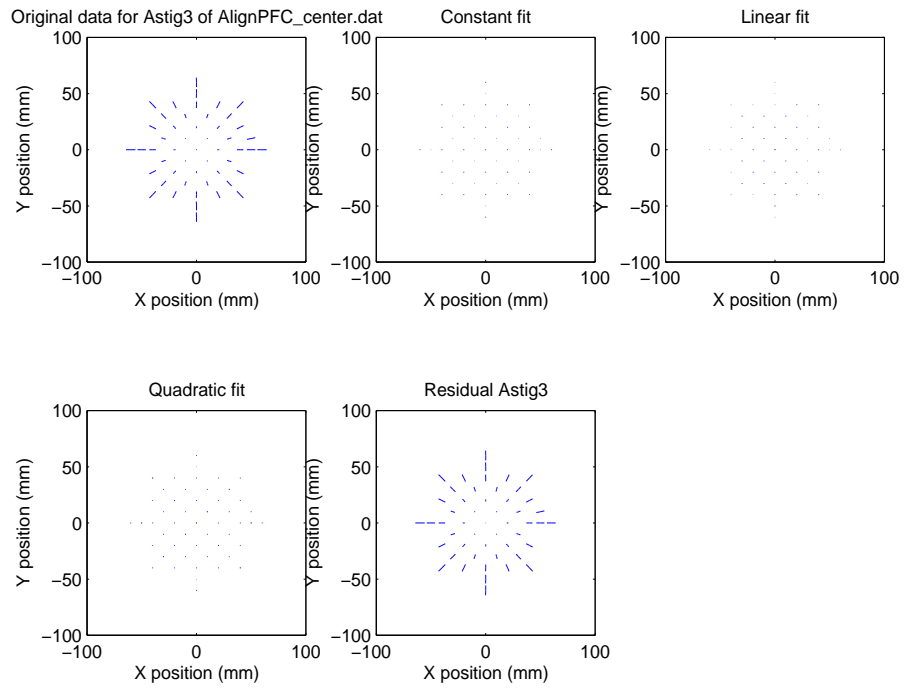 Original data for Astig3 of AlignPFC_center.dat
100
50
0
−50
−100
−100
0
100
X position (mm)
Y position (mm)
Constant fit
100
50
0
−50
−100
−100
0
100
X position (mm)
Y position (mm)
Linear fit
100
50
0
−50
−100
−100
0
100
X position (mm)
Y position (mm)
Quadratic fit
100
50
0
−50
−100
−100
0
100
X position (mm)
Y position (mm)
Residual Astig3
100
50
0
−50
−100
−100
0
100
X position (mm)
Y position (mm)